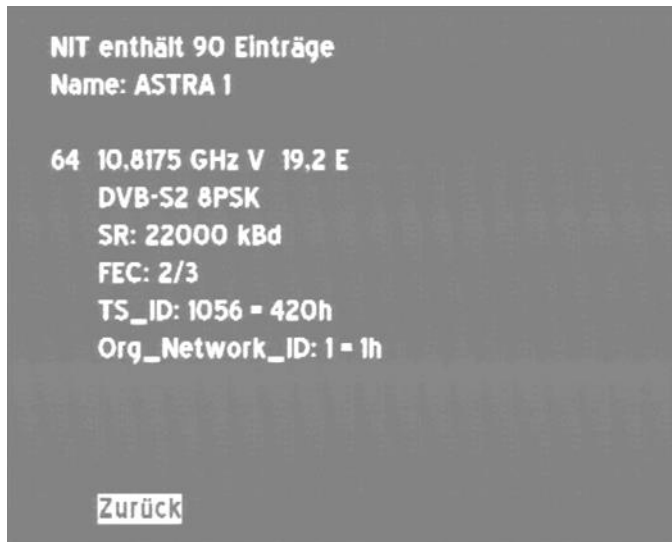 NIT enthält 90 Einträge
Name: ASTRA 1
64 10.8175 GHz V 19.2 E
DVB-S2 8PSK
SR: 22000 kBd
FEC: 2/3
TS_ID: 1056 = 420h
Org_Network_ID: 1 = 1h
Zurück